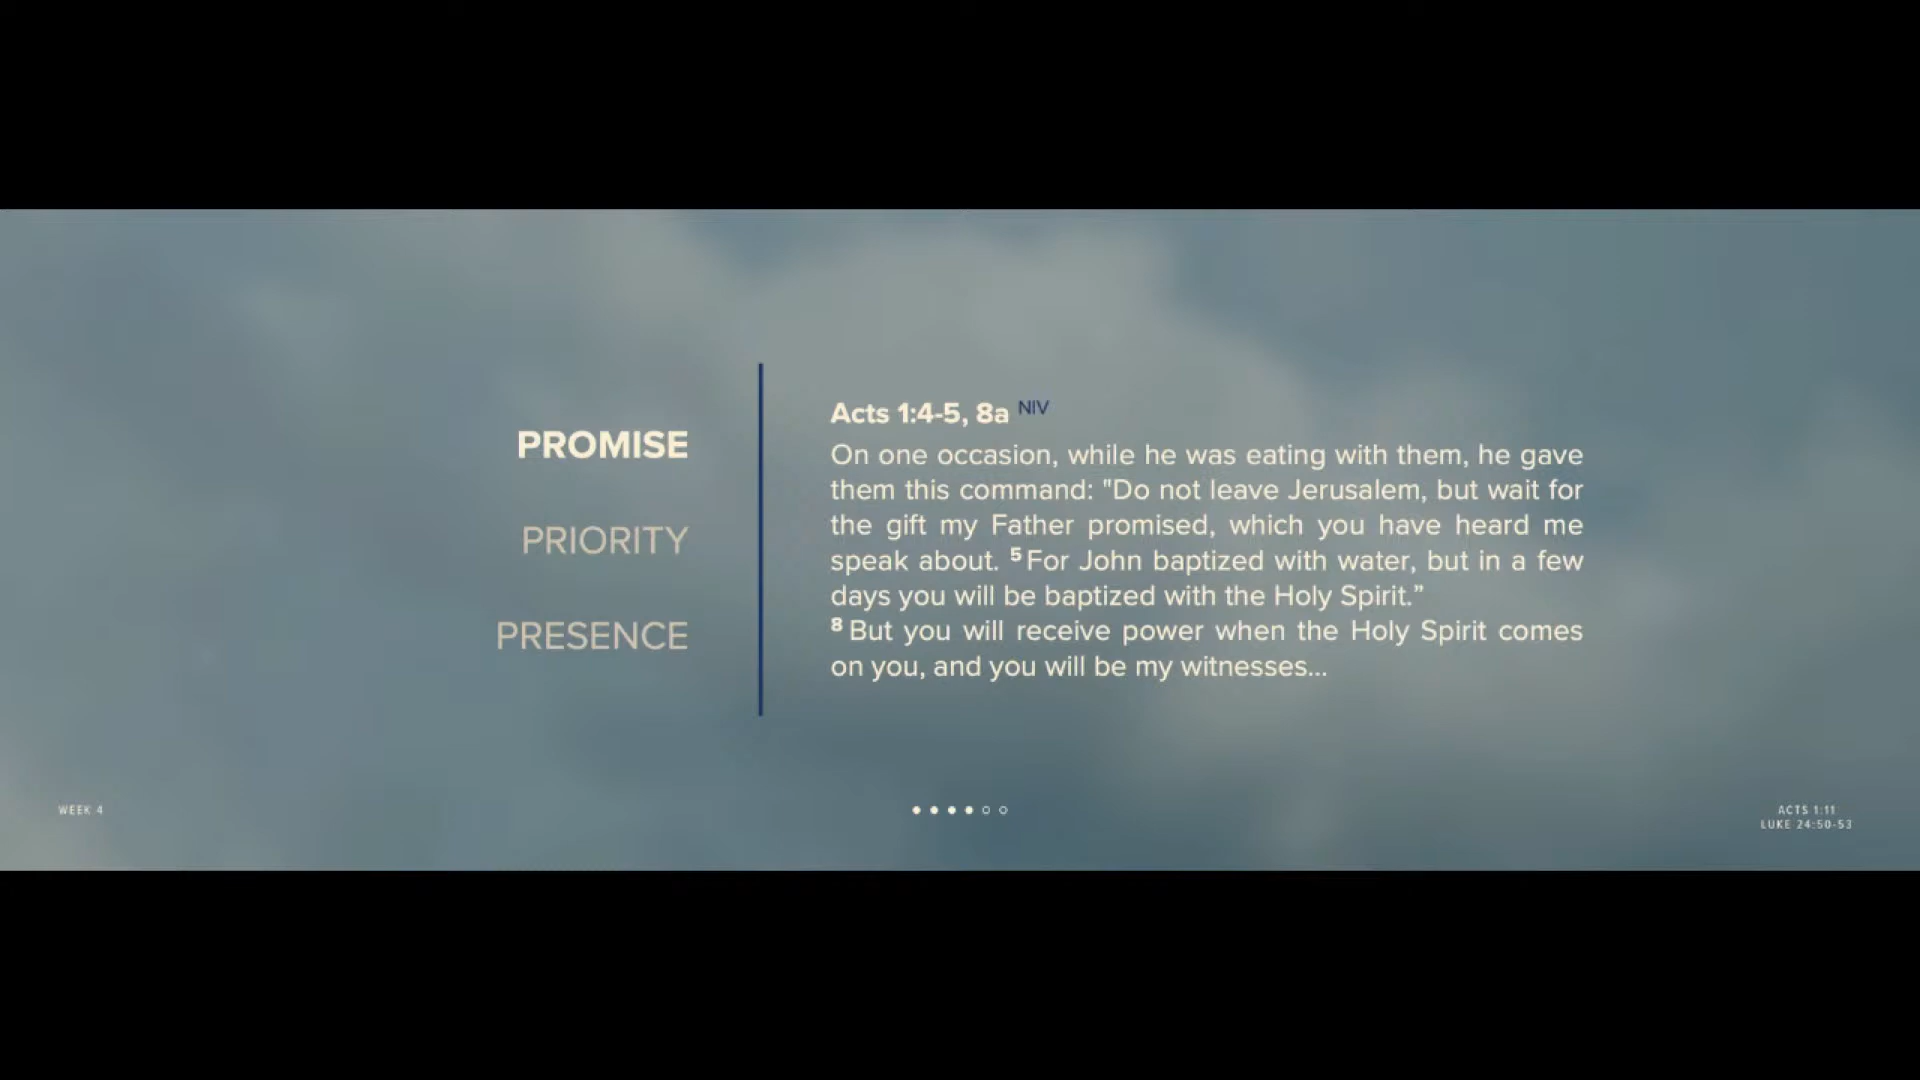 PROMISE
PRIORITY
PRESENCE
Acts 1:4-5, 8a NIV
On one occasion, while he was eating with them, he gave
them this command: "Do not leave Jerusalem, but wait for
the gift my Father promised, which you have heard me
speak about. 5 For John baptized with water, but in a few
days you will be baptized with the Holy Spirit.”
8 But you will receive power when the Holy Spirit comes
on you, and you will be my witnesses...
WEEK 4
ACTS 1:11
LUKE 24:50-53